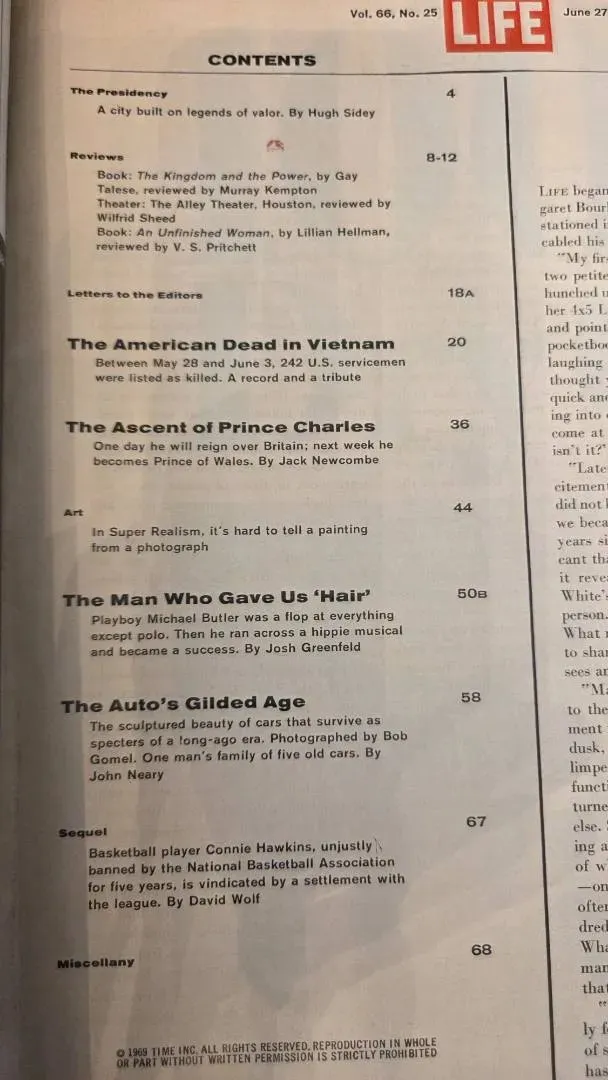 Vol. 66, No. 25
LIFE
June 27
CONTENTS
The Presidency 4
A city built on legends of valor. By Hugh Sidey
Reviews 8-12
Book: The Kingdom and the Power, by Gay
Talese, reviewed by Murray Kempton
Theater: The Alley Theater, Houston, reviewed by
Wilfrid Sheed
Book: An Unfinished Woman, by Lillian Hellman,
reviewed by V. S. Pritchett
Letters to the Editors 18A
The American Dead in Vietnam 20
Between May 28 and June 3, 242 U.S. servicemen
were listed as killed. A record and a tribute
The Ascent of Prince Charles 36
One day he will reign over Britain; next week he
becomes Prince of Wales. By Jack Newcombe
Art 44
In Super Realism, it's hard to tell a painting
from a photograph
The Man Who Gave Us ‘Hair’ 50B
Playboy Michael Butler was a flop at everything
except polo. Then he ran across a hippie musical
and became a success. By Josh Greenfeld
The Auto's Gilded Age 58
The sculptured beauty of cars that survive as
specters of a long-ago era. Photographed by Bob
Gomel. One man's family of five old cars. By
John Neary
Sequel 67
Basketball player Connie Hawkins, unjustly
banned by the National Basketball Association
for five years, is vindicated by a settlement with
the league. By David Wolf
Miscellany 68
© 1969 TIME INC. ALL RIGHTS RESERVED. REPRODUCTION IN WHOLE
OR PART WITHOUT WRITTEN PERMISSION IS STRICTLY PROHIBITED
LIFE began
garet Bour
stationed i
cabled his
"My fir
two petite
hunched u
her 4x5 L
and point
pocketboo
laughing
thought
quick and
ing into
come at
isn't it?"
"Late
citement
did not
we beca
years si
cant tha
it reve
White's
person.
What
to shar
sees an
"Ma
to the
ment
dusk,
limpe
functi
turne
else.
ing a
of w
—on
often
dred
Wha
man
that
"
ly f
of s
has